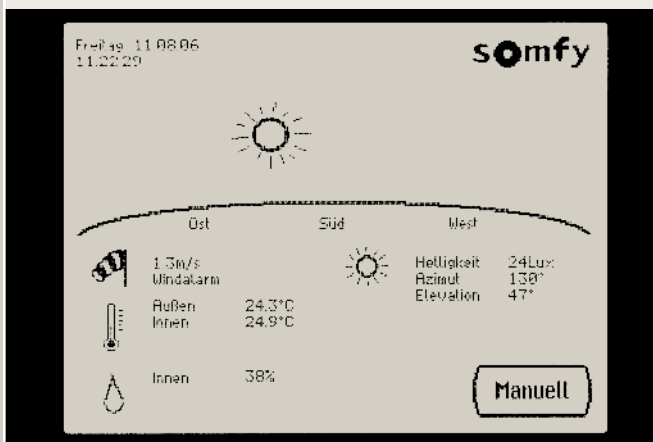 Freitag 11.08.06
11:22:29
somfy
Ost Süd West
1.3m/s
Windalarm
Helligkeit 24Lux
Azimut 130°
Elevation 47°
Außen 24.3°C
Innen 24.9°C
Innen 38%
Manuell